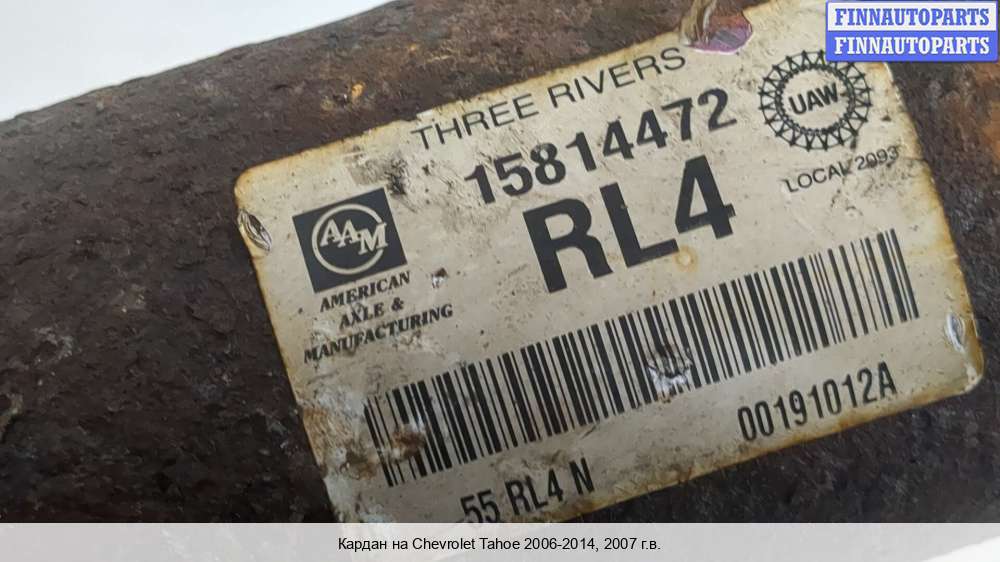 FINNAUTOPARTS
FINNAUTOPARTS
THREE RIVERS
15814472
RL4
UAW
LOCAL 2093
AAM
AMERICAN
AXLE &
MANUFACTURING
00191012A
55 RL4 N
Кардан на Chevrolet Tahoe 2006-2014, 2007 г.в.